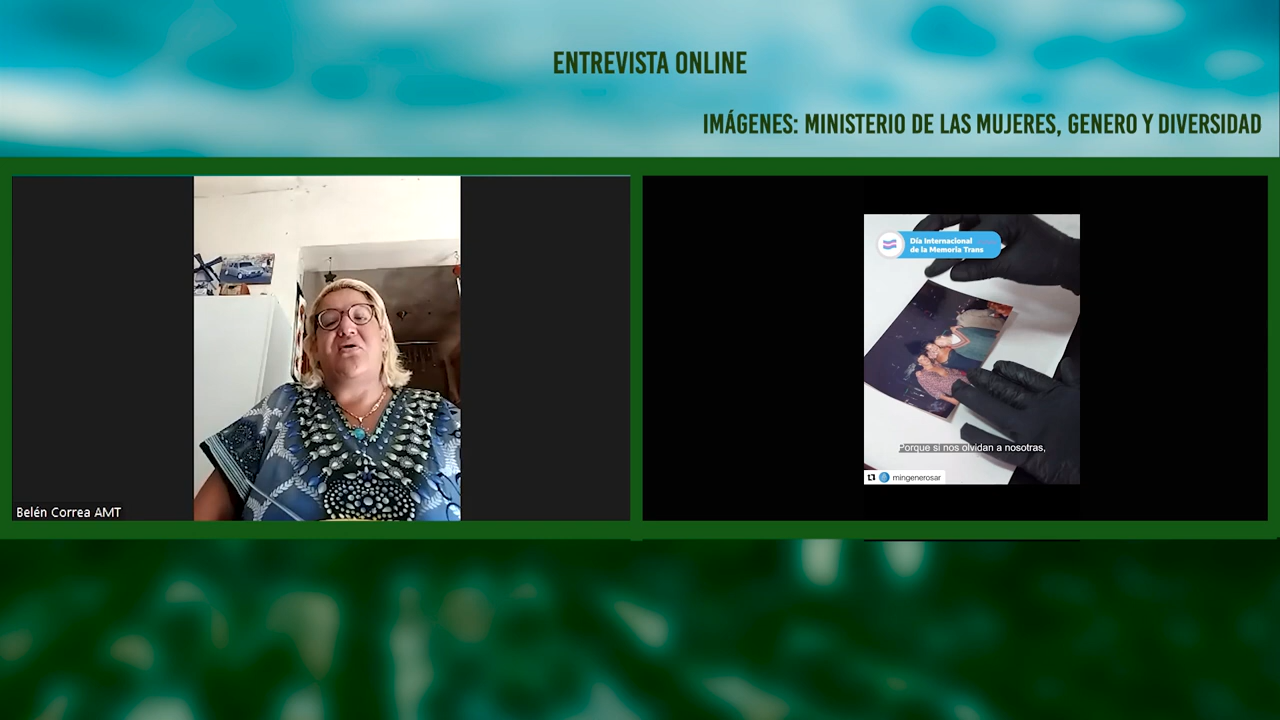 ENTREVISTA ONLINE
IMÁGENES: MINISTERIO DE LAS MUJERES, GENERO Y DIVERSIDAD
Día Internacional
de la Memoria Trans
Porque si nos olvidan a nosotras,
mingenerosar
Belén Correa AMT